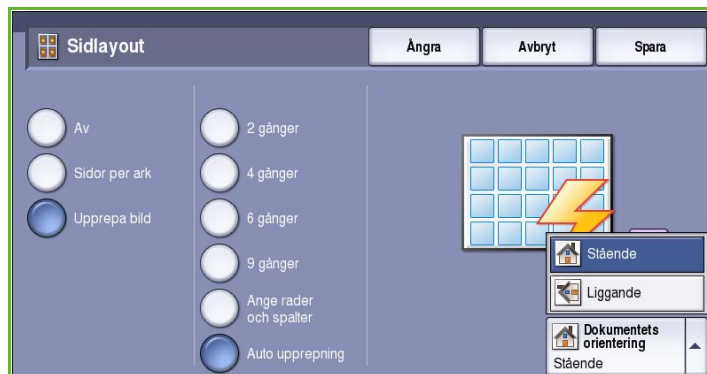 Sidlayout
Ångra
Avbryt
Spara
Av
Sidor per ark
Upprepa bild
2 gånger
4 gånger
6 gånger
9 gånger
Ange rader
och spalter
Auto upprepning
Stående
Liggande
Dokumentets
orientering
Stående